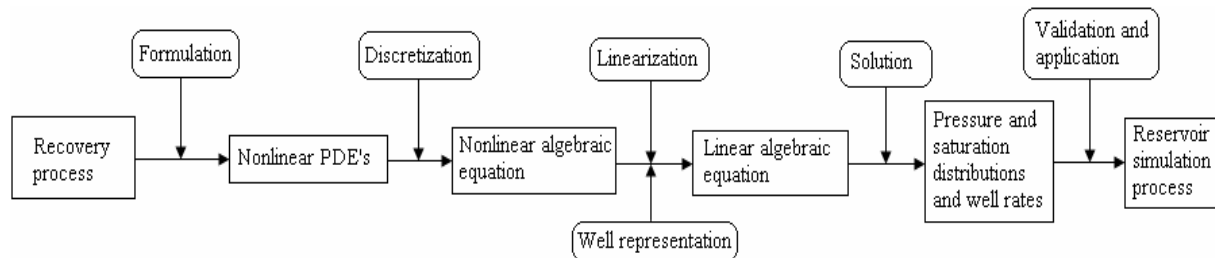 Formulation
Discretization
Linearization
Solution
Validation and
application
Recovery
process
Nonlinear PDE's
Nonlinear algebraic
equation
Linear algebraic
equation
Pressure and
saturation
distributions
and well rates
Reservoir
simulation
process
Well representation